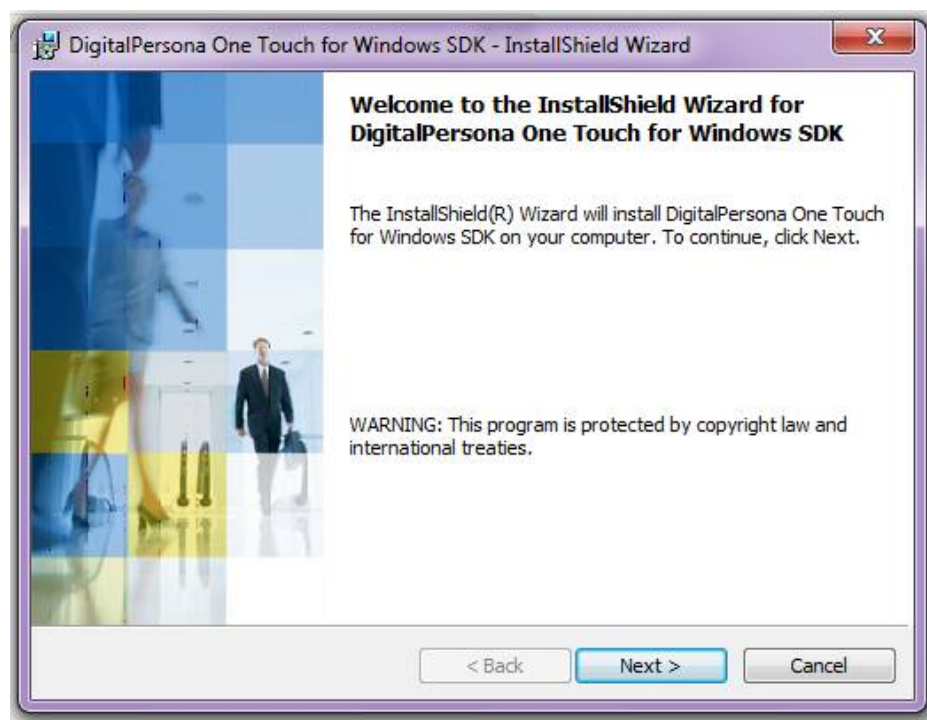 DigitalPersona One Touch for Windows SDK - InstallShield Wizard
Welcome to the InstallShield Wizard for
DigitalPersona One Touch for Windows SDK
The InstallShield(R) Wizard will install DigitalPersona One Touch
for Windows SDK on your computer. To continue, click Next.
WARNING: This program is protected by copyright law and
international treaties.
< Back Next > Cancel